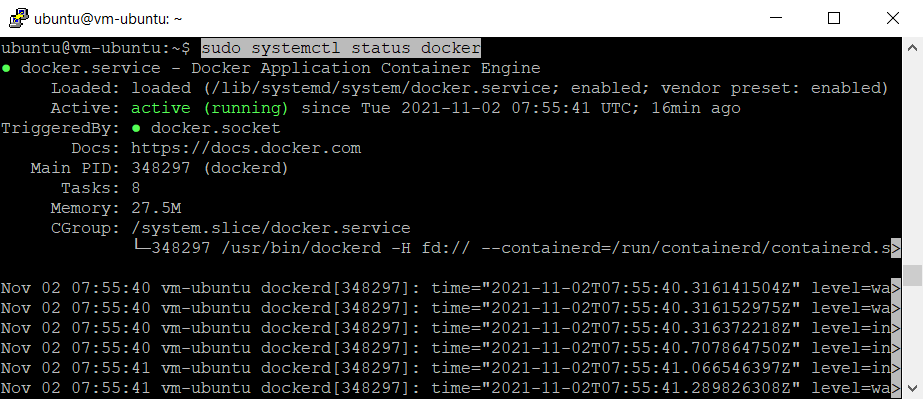 ubuntu@vm-ubuntu: ~
ubuntu@vm-ubuntu:~$ sudo systemctl status docker
● docker.service - Docker Application Container Engine
     Loaded: loaded (/lib/systemd/system/docker.service; enabled; vendor preset: enabled)
     Active: active (running) since Tue 2021-11-02 07:55:41 UTC; 16min ago
TriggeredBy: ● docker.socket
       Docs: https://docs.docker.com
   Main PID: 348297 (dockerd)
      Tasks: 8
     Memory: 27.5M
     CGroup: /system.slice/docker.service
             └─348297 /usr/bin/dockerd -H fd:// --containerd=/run/containerd/containerd.s>
Nov 02 07:55:40 vm-ubuntu dockerd[348297]: time="2021-11-02T07:55:40.316141504Z" level=wa>
Nov 02 07:55:40 vm-ubuntu dockerd[348297]: time="2021-11-02T07:55:40.316152975Z" level=wa>
Nov 02 07:55:40 vm-ubuntu dockerd[348297]: time="2021-11-02T07:55:40.316372218Z" level=in>
Nov 02 07:55:40 vm-ubuntu dockerd[348297]: time="2021-11-02T07:55:40.707864750Z" level=in>
Nov 02 07:55:41 vm-ubuntu dockerd[348297]: time="2021-11-02T07:55:41.066546397Z" level=in>
Nov 02 07:55:41 vm-ubuntu dockerd[348297]: time="2021-11-02T07:55:41.289826308Z" level=wa>